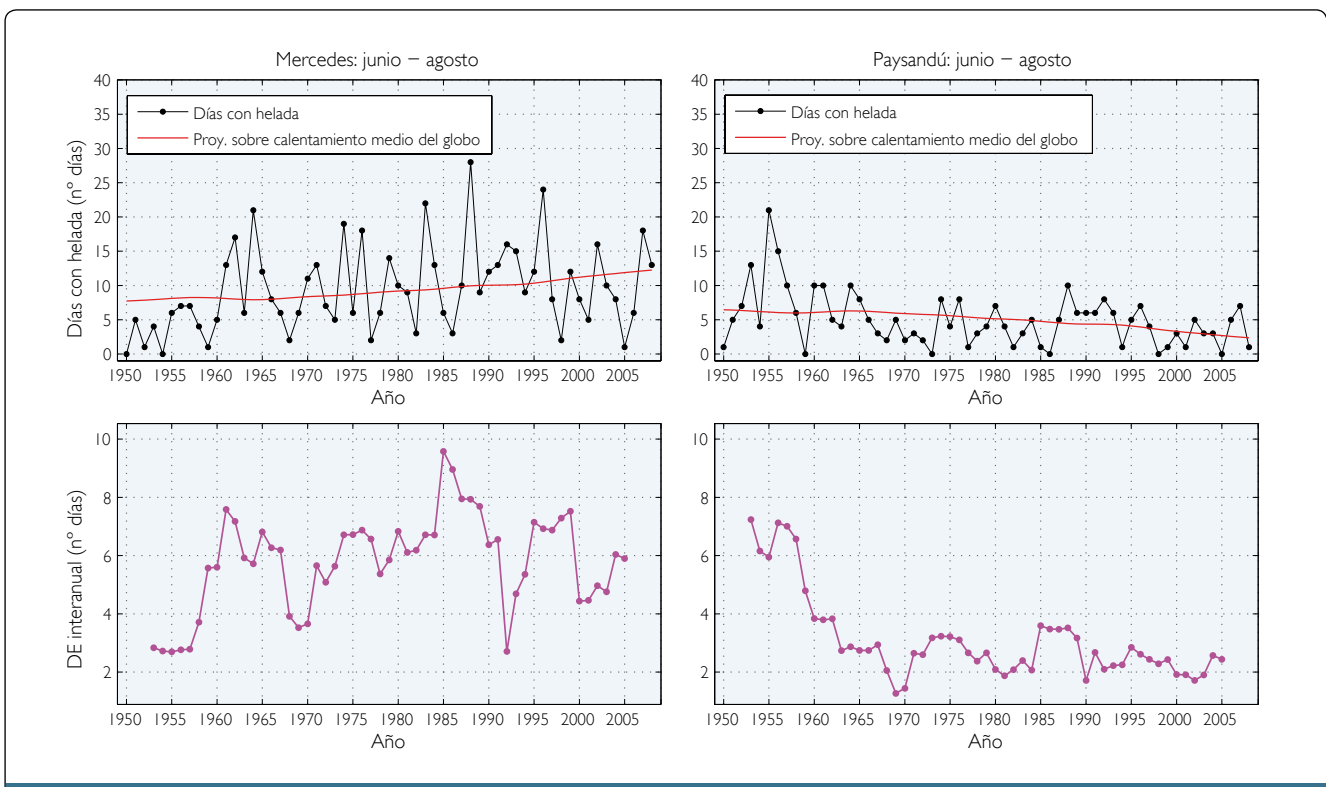 Mercedes: junio – agosto
Días con helada (nº días)
40
35
30
25
20
15
10
5
0
Días con helada
Proy. sobre calentamiento medio del globo
1950 1955 1960 1965 1970 1975 1980 1985 1990 1995 2000 2005
Año
Paysandú: junio – agosto
40
35
30
25
20
15
10
5
0
Días con helada
Proy. sobre calentamiento medio del globo
1950 1955 1960 1965 1970 1975 1980 1985 1990 1995 2000 2005
Año
DE interanual (nº días)
10
8
6
4
2
1950 1955 1960 1965 1970 1975 1980 1985 1990 1995 2000 2005
Año
10
8
6
4
2
1950 1955 1960 1965 1970 1975 1980 1985 1990 1995 2000 2005
Año